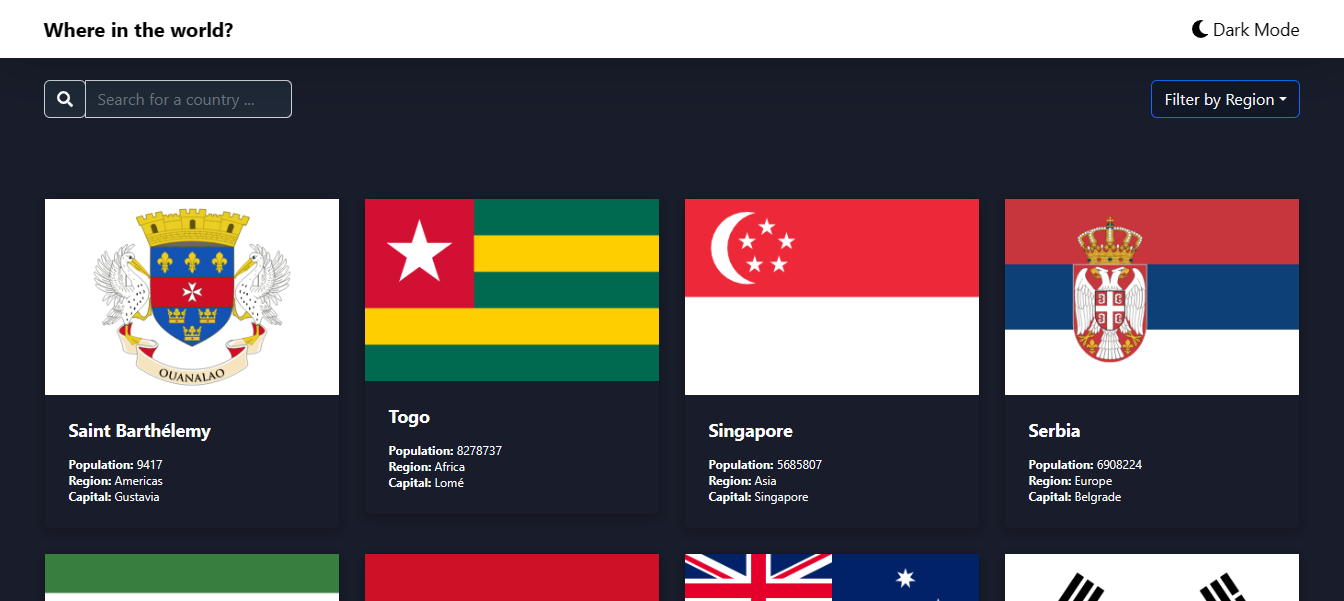 Where in the world?
Dark Mode
Search for a country ...
Filter by Region
OUANALAO
Saint Barthélemy
Population: 9417
Region: Americas
Capital: Gustavia
Togo
Population: 8278737
Region: Africa
Capital: Lomé
Singapore
Population: 5685807
Region: Asia
Capital: Singapore
Serbia
Population: 6908224
Region: Europe
Capital: Belgrade